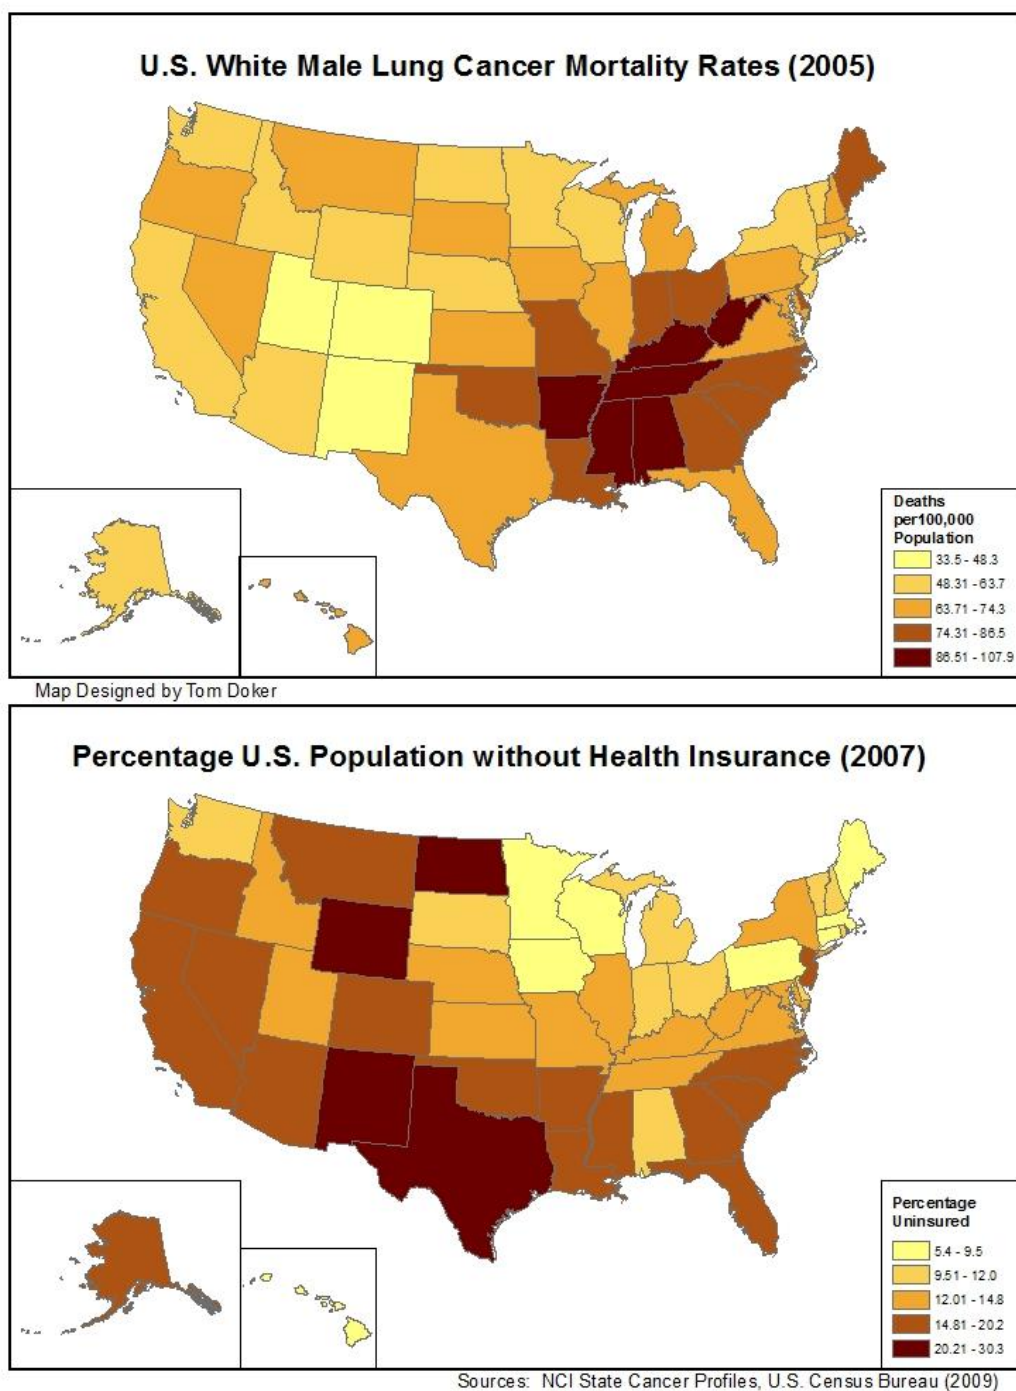 U.S. White Male Lung Cancer Mortality Rates (2005)
Deaths
per100,000
Population
33.5 - 48.3
48.31 - 63.7
63.71 - 74.3
74.31 - 86.5
86.51 - 107.9
Map Designed by Tom Doker
Percentage U.S. Population without Health Insurance (2007)
Percentage
Uninsured
5.4 - 9.5
9.51 - 12.0
12.01 - 14.8
14.81 - 20.2
20.21 - 30.3
Sources: NCI State Cancer Profiles, U.S. Census Bureau (2009)